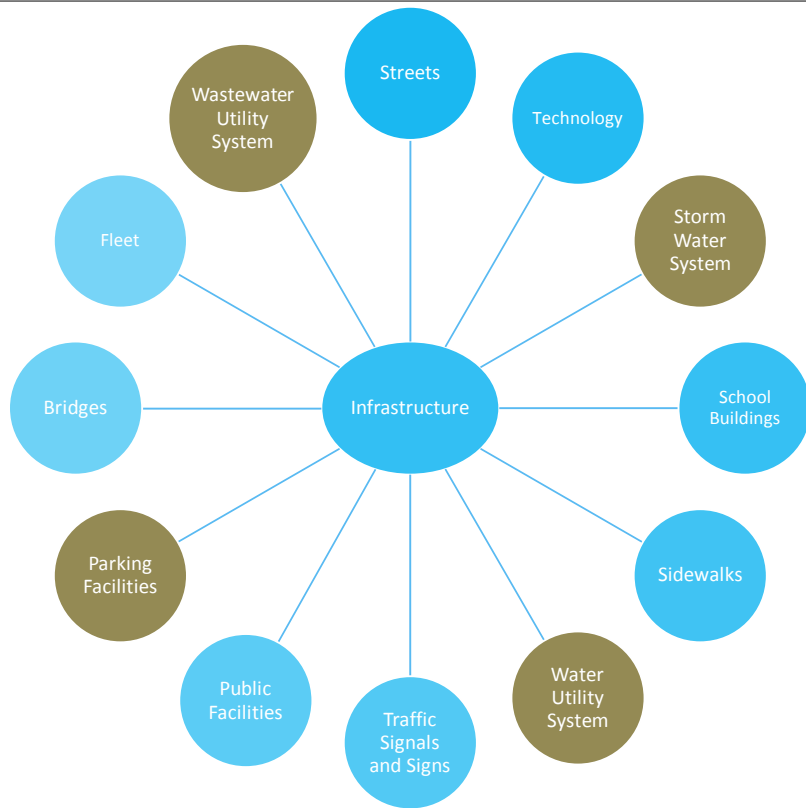 Streets
Technology
Storm
Water
System
School
Buildings
Sidewalks
Water
Utility
System
Traffic
Signals
and Signs
Public
Facilities
Parking
Facilities
Bridges
Fleet
Wastewater
Utility
System
Infrastructure